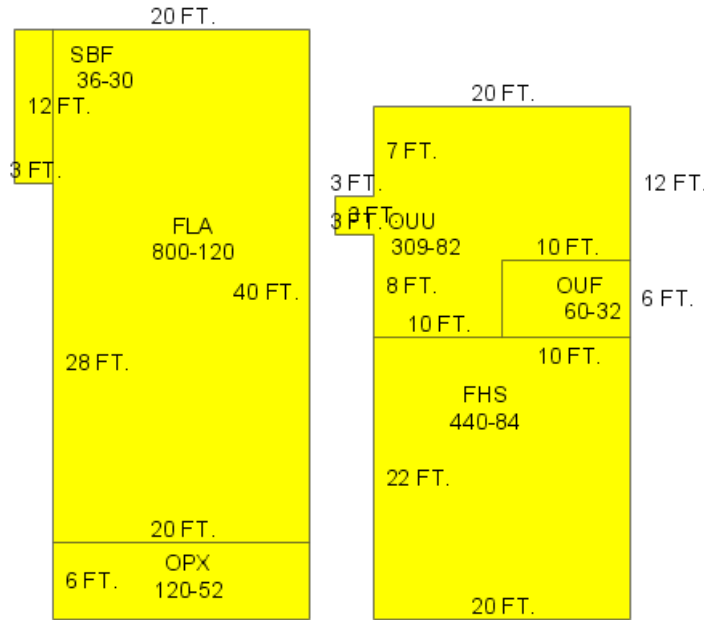 20 FT.
SBF
36-30
12 FT.
3 FT.
FLA
800-120
40 FT.
28 FT.
20 FT.
OPX
6 FT.
120-52
20 FT.
7 FT.
3 FT.
12 FT.
3 FT.
3 FT.
OUU
309-82
10 FT.
8 FT.
OUF
60-32
6 FT.
10 FT.
10 FT.
FHS
440-84
22 FT.
20 FT.